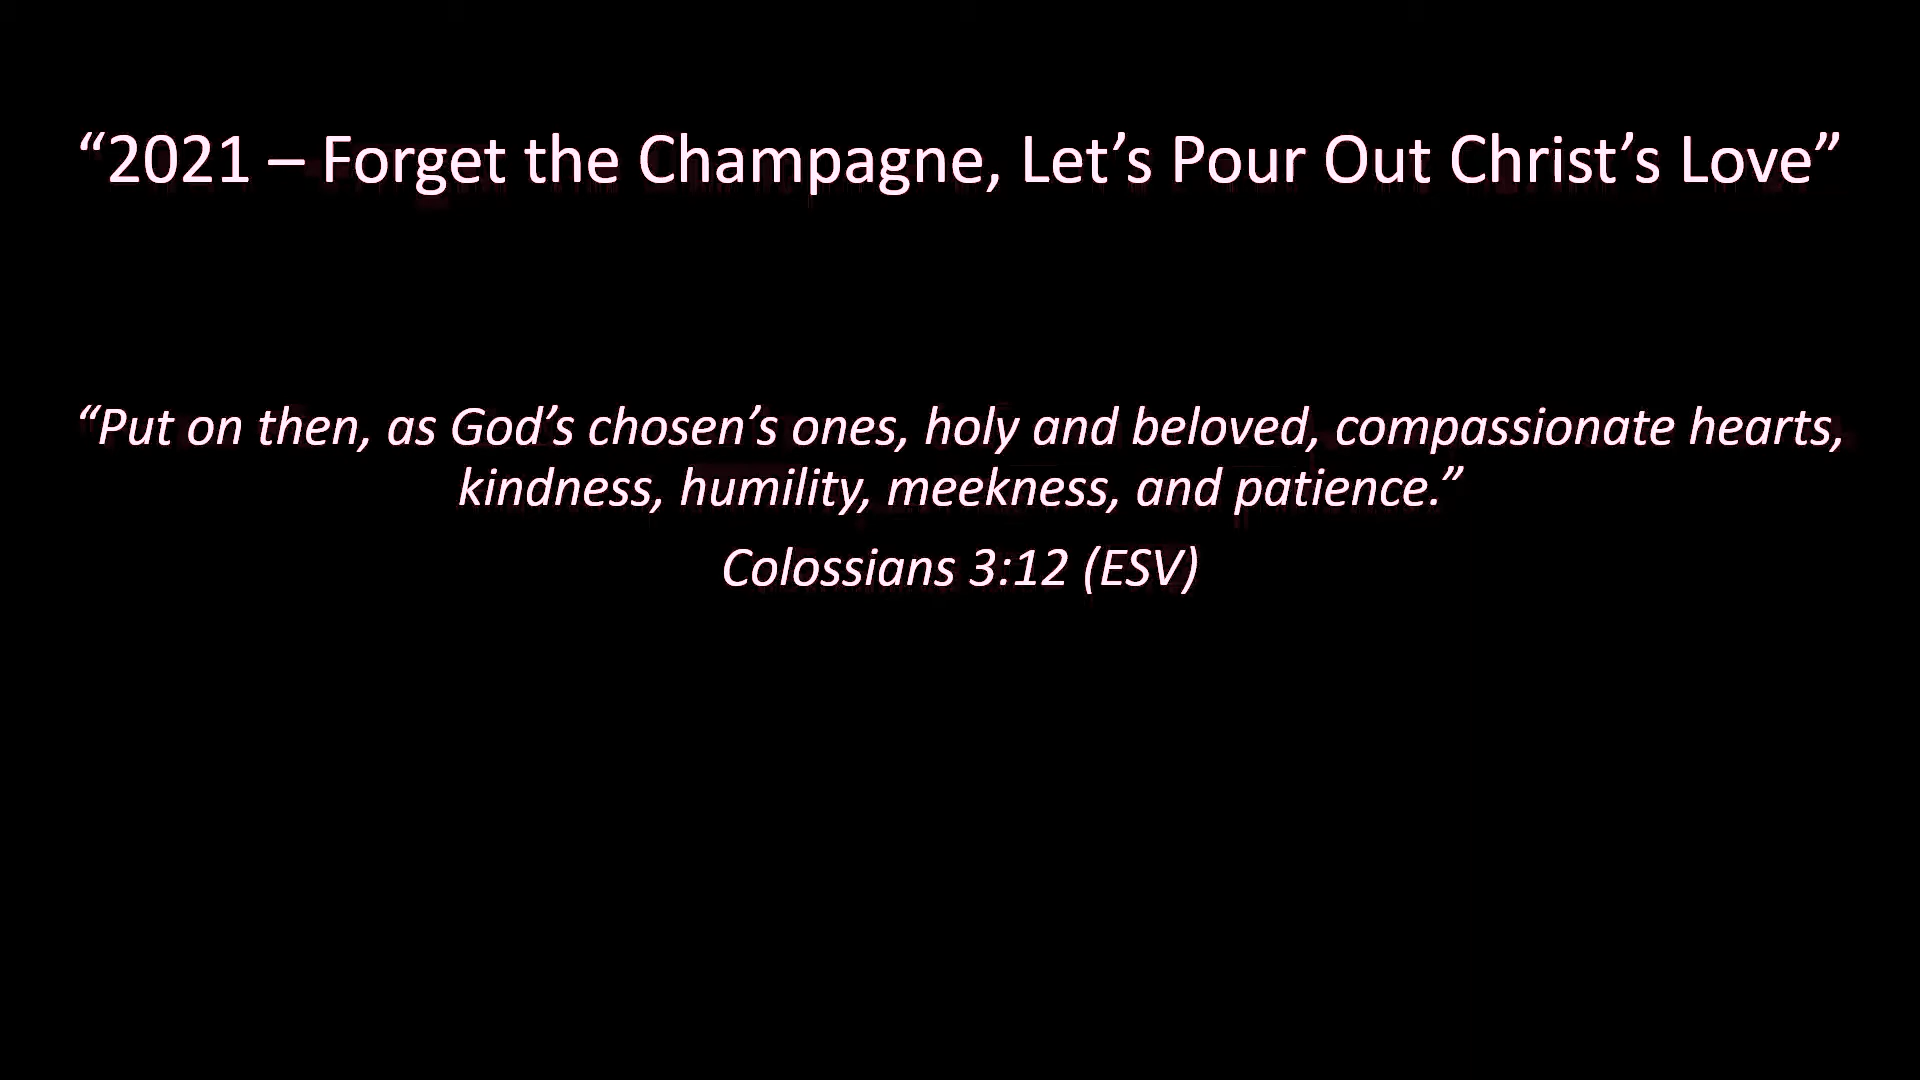 “2021 – Forget the Champagne, Let’s Pour Out Christ’s Love”
“Put on then, as God’s chosen’s ones, holy and beloved, compassionate hearts,
kindness, humility, meekness, and patience.”
Colossians 3:12 (ESV)